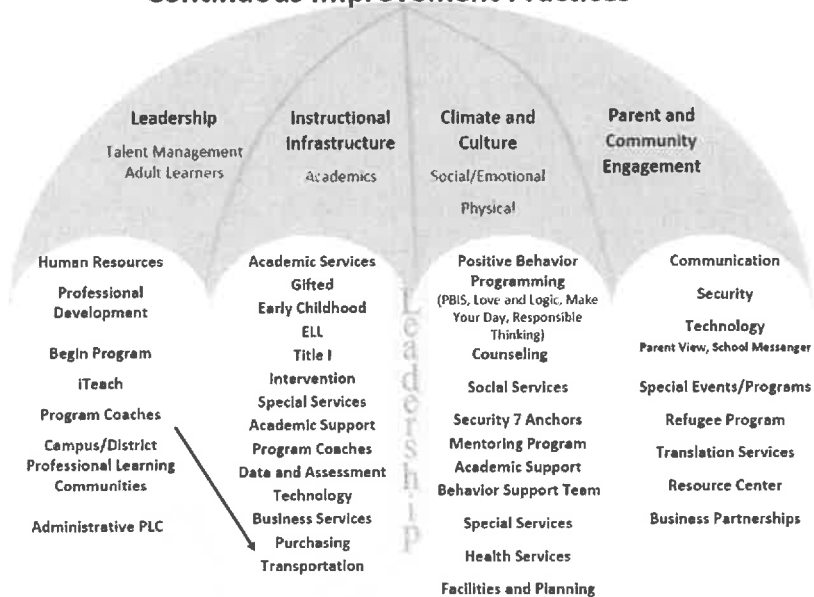 Continuous Improvement Practices
Leadership
Talent Management
Adult Learners
Instructional
Infrastructure
Academics
Climate and
Culture
Social/Emotional
Physical
Parent and
Community
Engagement
Human Resources
Professional
Development
Begin Program
iTeach
Program Coaches
Campus/District
Professional Learning
Communities
Administrative PLC
Academic Services
Gifted
Early Childhood
ELL
Title I
Intervention
Special Services
Academic Support
Program Coaches
Data and Assessment
Technology
Business Services
Purchasing
Transportation
Leadership
Positive Behavior
Programming
(PBIS, Love and Logic, Make
Your Day, Responsible
Thinking)
Counseling
Social Services
Security 7 Anchors
Mentoring Program
Academic Support
Behavior Support Team
Special Services
Health Services
Facilities and Planning
Communication
Security
Technology
Parent View, School Messenger
Special Events/Programs
Refugee Program
Translation Services
Resource Center
Business Partnerships